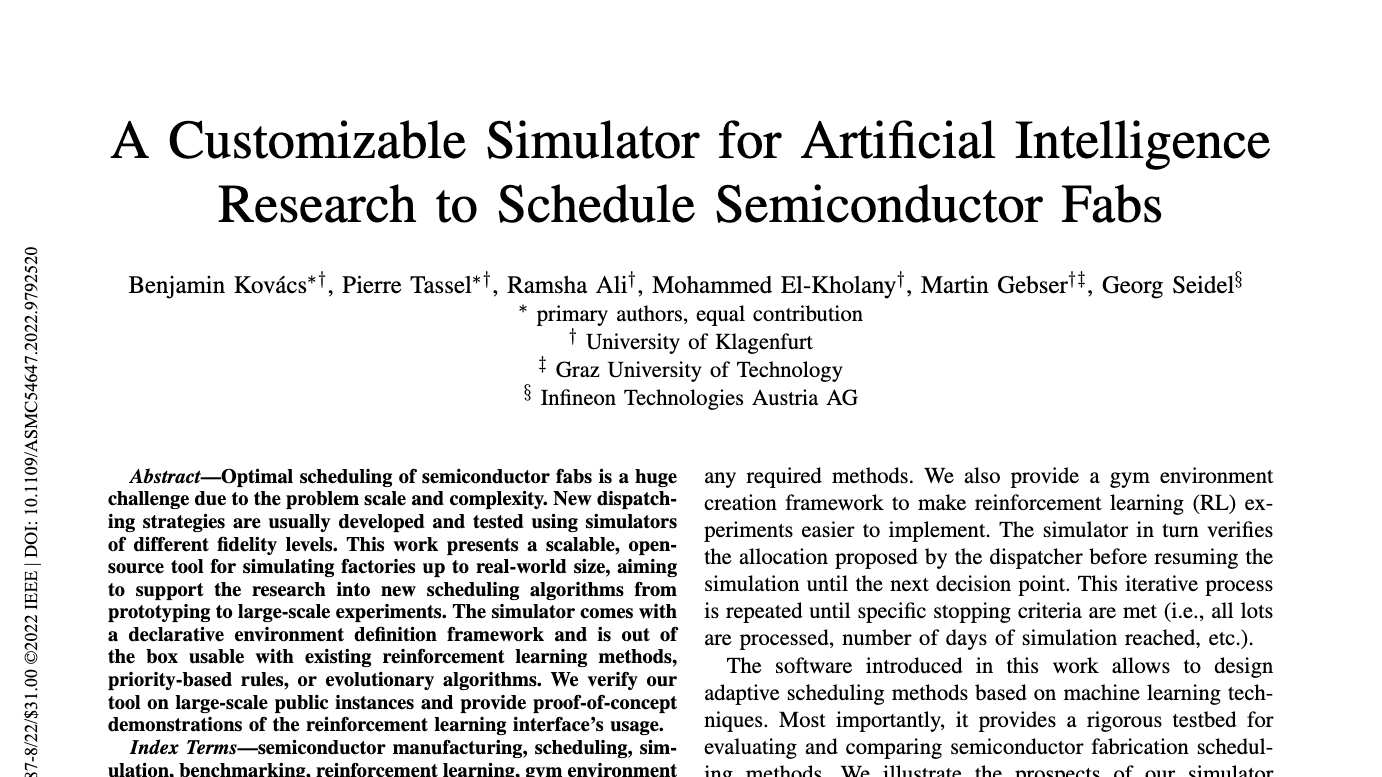 A Customizable Simulator for Artificial Intelligence
Research to Schedule Semiconductor Fabs
Benjamin Kovács*†, Pierre Tassel*†, Ramsha Ali†, Mohammed El-Kholany†, Martin Gebser†‡, Georg Seidel§
* primary authors, equal contribution
† University of Klagenfurt
‡ Graz University of Technology
§ Infineon Technologies Austria AG
Abstract—Optimal scheduling of semiconductor fabs is a huge
challenge due to the problem scale and complexity. New dispatch-
ing strategies are usually developed and tested using simulators
of different fidelity levels. This work presents a scalable, open-
source tool for simulating factories up to real-world size, aiming
to support the research into new scheduling algorithms from
prototyping to large-scale experiments. The simulator comes with
a declarative environment definition framework and is out of
the box usable with existing reinforcement learning methods,
priority-based rules, or evolutionary algorithms. We verify our
tool on large-scale public instances and provide proof-of-concept
demonstrations of the reinforcement learning interface's usage.
Index Terms—semiconductor manufacturing, scheduling, sim-
ulation, benchmarking, reinforcement learning, gym environment
any required methods. We also provide a gym environment
creation framework to make reinforcement learning (RL) ex-
periments easier to implement. The simulator in turn verifies
the allocation proposed by the dispatcher before resuming the
simulation until the next decision point. This iterative process
is repeated until specific stopping criteria are met (i.e., all lots
are processed, number of days of simulation reached, etc.).
The software introduced in this work allows to design
adaptive scheduling methods based on machine learning tech-
niques. Most importantly, it provides a rigorous testbed for
evaluating and comparing semiconductor fabrication schedul-
ing methods. We illustrate the prospects of our simulator
37-8/22/$31.00 ©2022 IEEE | DOI: 10.1109/ASMC54647.2022.9792520